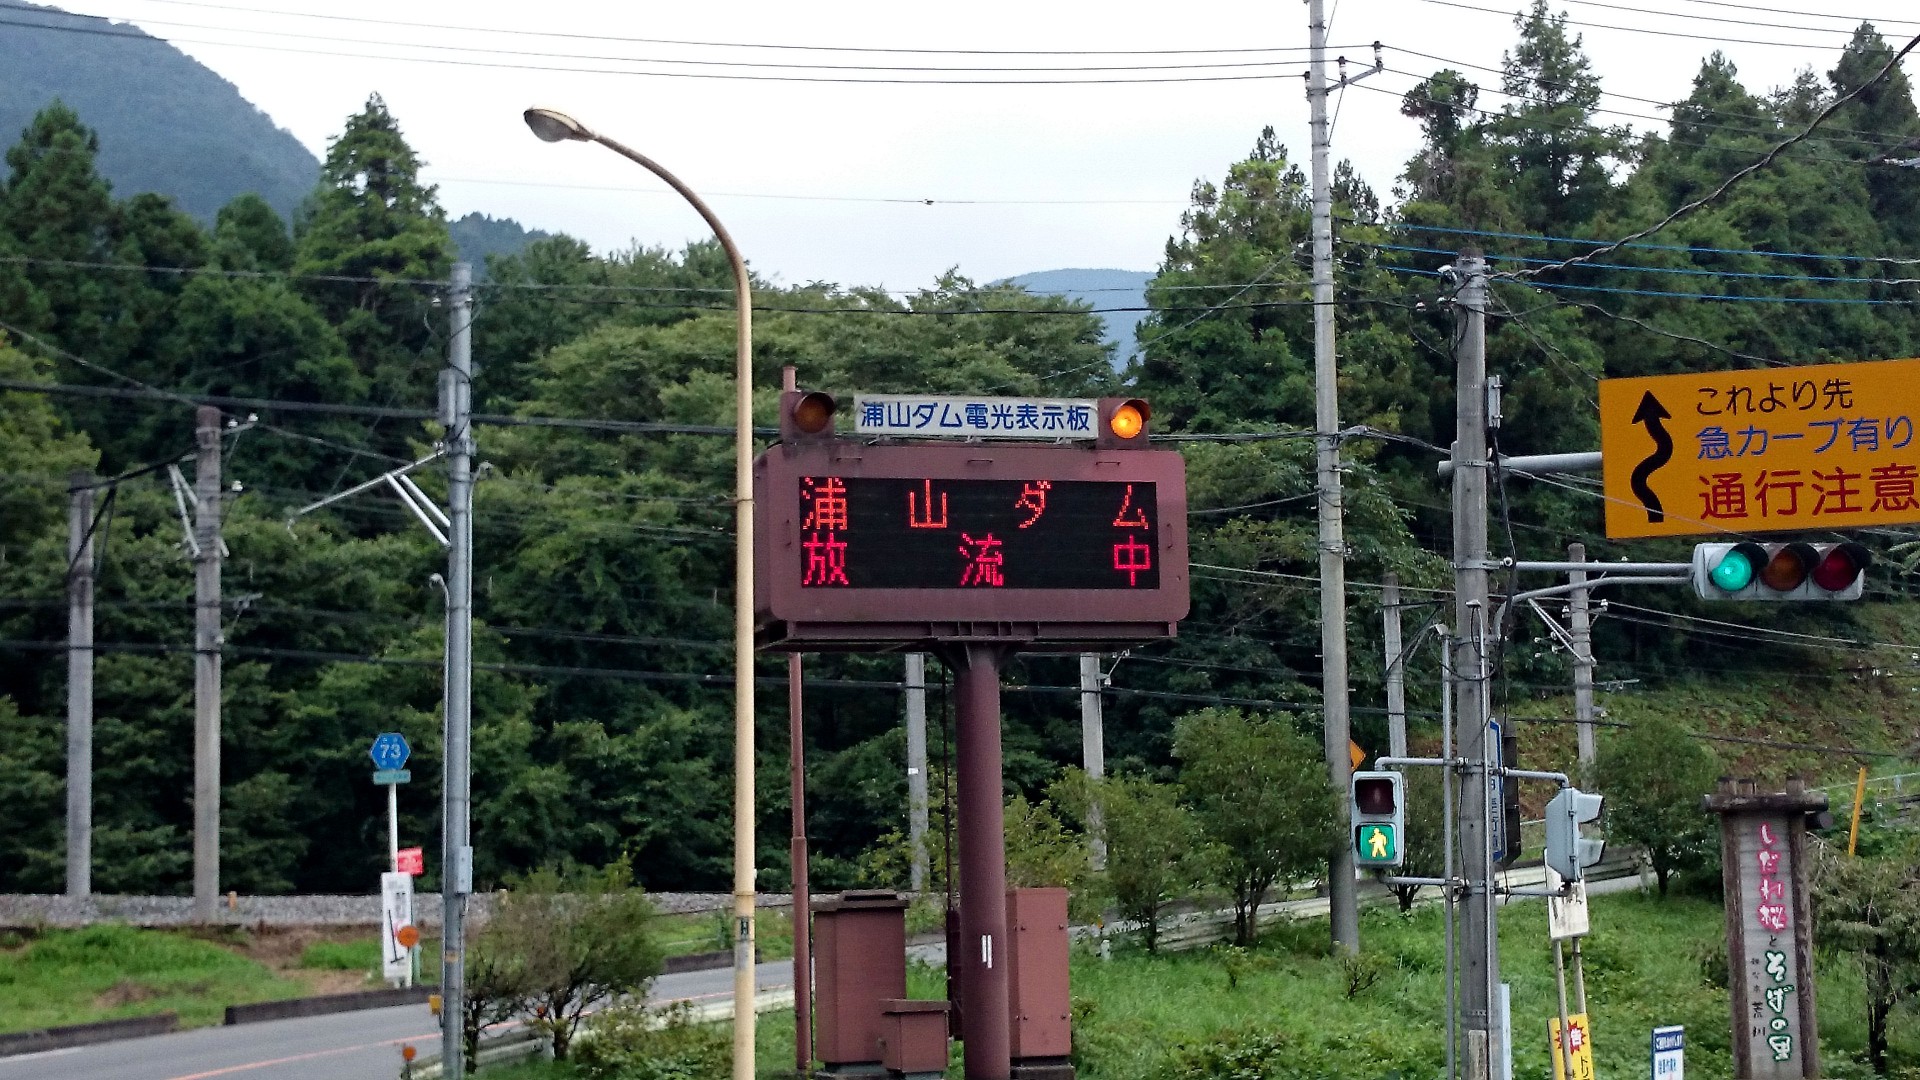 浦山ダム電光表示板
浦山ダム
放流中
これより先
急カーブ有り
通行注意
73
しだれ桜
と
そばの里
荒川